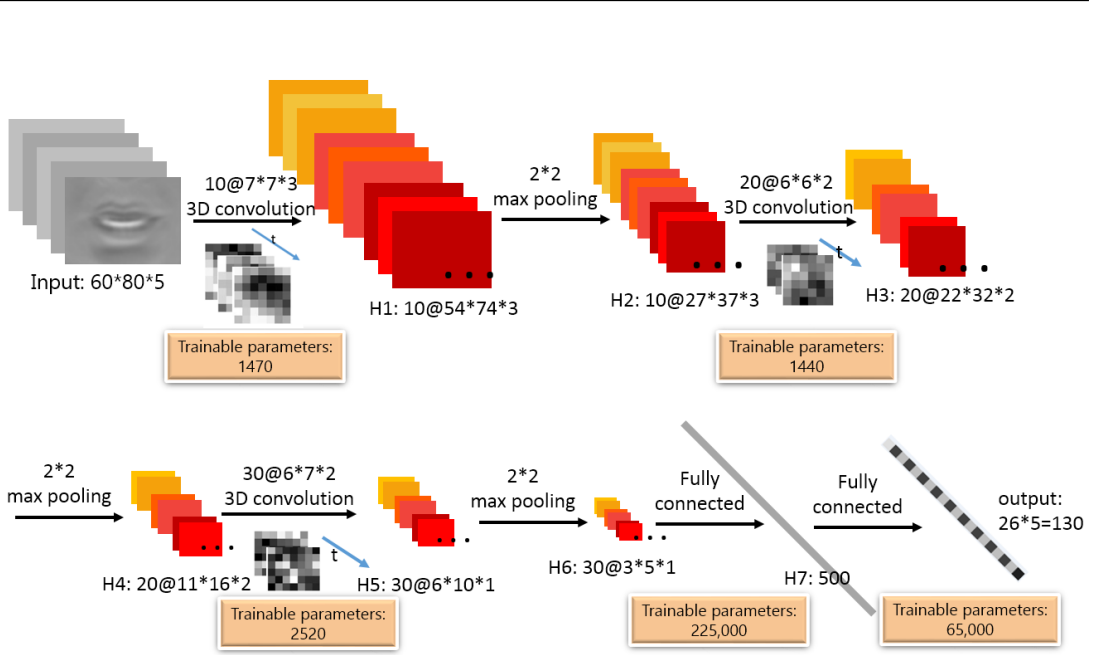 10@7*7*3
3D convolution
t
Input: 60*80*5
H1: 10@54*74*3
Trainable parameters:
1470
2*2
max pooling
H2: 10@27*37*3
20@6*6*2
3D convolution
t
H3: 20@22*32*2
Trainable parameters:
1440
2*2
max pooling
H4: 20@11*16*2
30@6*7*2
3D convolution
t
H5: 30@6*10*1
Trainable parameters:
2520
2*2
max pooling
H6: 30@3*5*1
Fully
connected
H7: 500
Trainable parameters:
225,000
Fully
connected
output:
26*5=130
Trainable parameters:
65,000